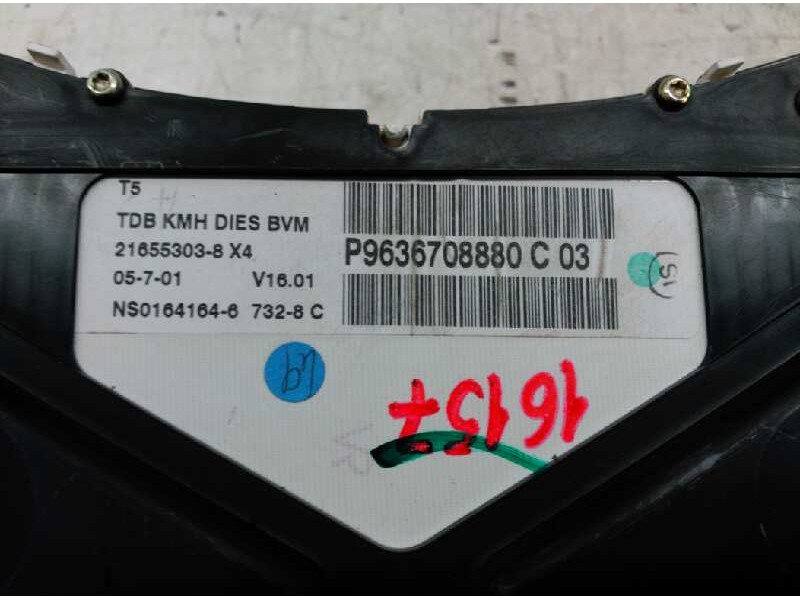 T5
TDB KMH DIES BVM
21655303-8 X4
05-7-01 V16.01
NS0164164-6 732-8 C
P9636708880 C 03